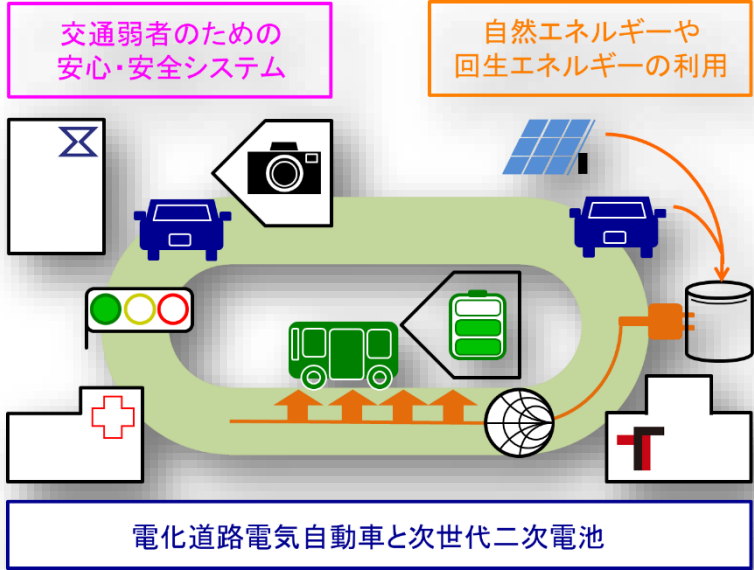 交通弱者のための
安心・安全システム
自然エネルギーや
回生エネルギーの利用
電化道路電気自動車と次世代二次電池